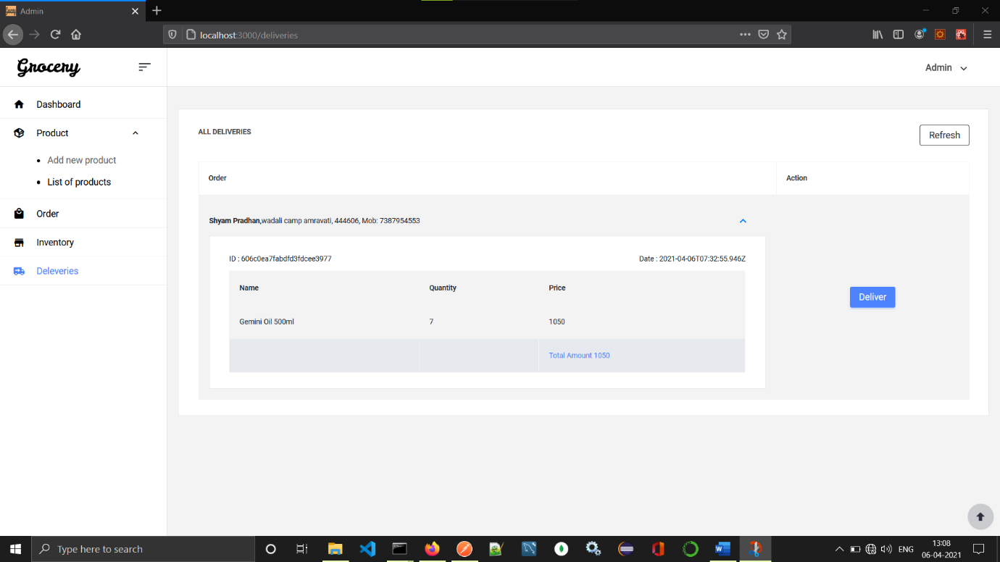 Admin
localhost:3000/deliveries
Grocery
Admin
Dashboard
Product
Add new product
List of products
Order
Inventory
Deleveries
ALL DELIVERIES
Refresh
Order Action
Shyam Pradhan,wadali camp amravati, 444606, Mob: 7387954553
ID : 606c0ea7fabdfd3fdcee3977 Date : 2021-04-06T07:32:55.946Z
Name Quantity Price
Gemini Oil 500ml 7 1050
Total Amount 1050
Deliver
Type here to search
ENG
13:08
06-04-2021